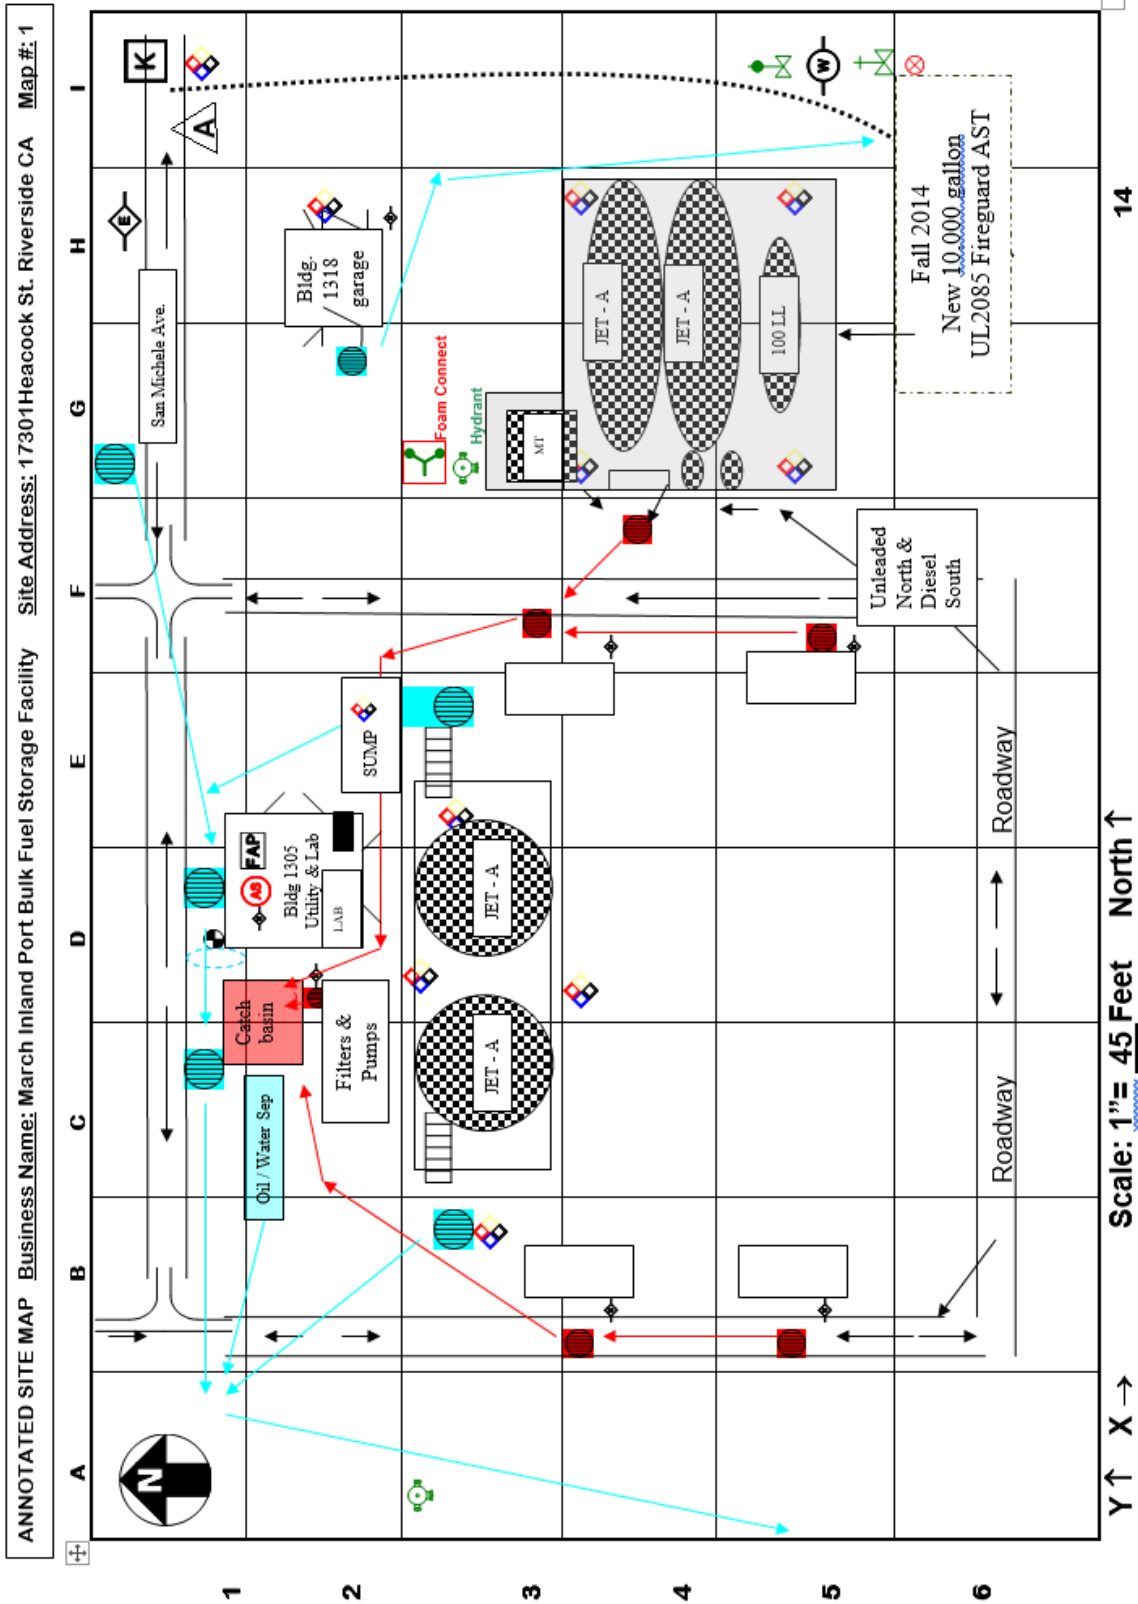 ANNOTATED SITE MAP Business Name: March Inland Port Bulk Fuel Storage Facility Site Address: 17301Heacock St. Riverside CA Map #: 1
A
B
C
D
E
F
G
H
I
1
2
3
4
5
6
N
K
A
E
San Michele Ave.
Bldg.
1318
garage
Foam Connect
Hydrant
MT
JET - A
JET - A
100 LL
W
Fall 2014
New 10.000 gallon
UL2085 Fireguard AST
Unleaded
North &
Diesel
South
SUMP
FAP
AS
Bldg 1305
Utility & Lab
LAB
Catch
basin
Filters &
Pumps
Oil / Water Sep
JET - A
JET - A
Roadway
Roadway
Y ↑ X → Scale: 1”= 45 Feet North ↑
14